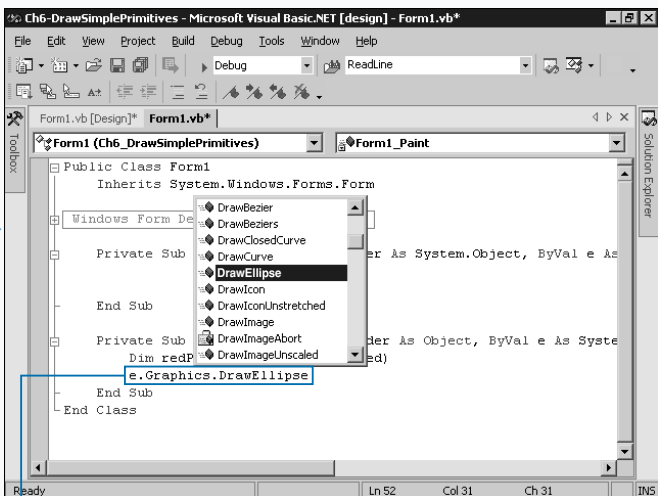 Ch6-DrawSimplePrimitives - Microsoft Visual Basic.NET [design] - Form1.vb*
File Edit View Project Build Debug Tools Window Help
Debug ReadLine
Form1.vb [Design]* Form1.vb*
Toolbox
Solution Explorer
Form1 (Ch6_DrawSimplePrimitives) Form1_Paint
Public Class Form1
Inherits System.Windows.Forms.Form
Windows Form De
Private Sub er As System.Object, ByVal e As
End Sub
Private Sub der As Object, ByVal e As Syste
Dim redP ed)
e.Graphics.DrawEllipse
End Sub
End Class
DrawBezier
DrawBeziers
DrawClosedCurve
DrawCurve
DrawEllipse
DrawIcon
DrawIconUnstretched
DrawImage
DrawImageAbort
DrawImageUnscaled
Ready Ln 52 Col 31 Ch 31 INS